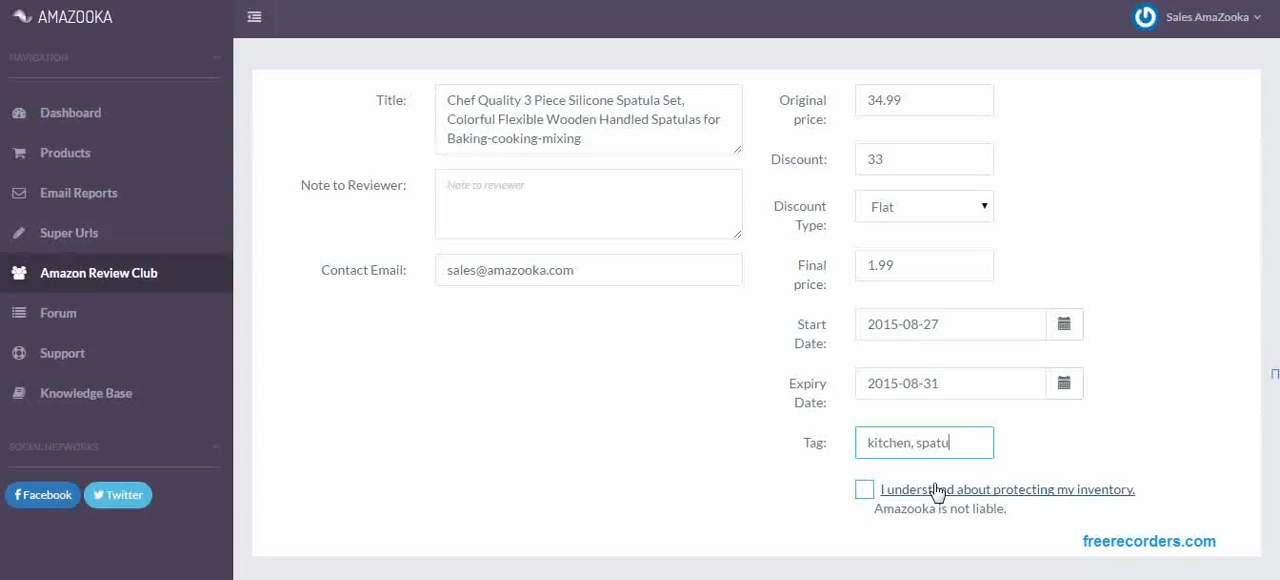 AMAZOOKA
Sales AmaZooka
NAVIGATION
Dashboard
Products
Email Reports
Super Urls
Amazon Review Club
Forum
Support
Knowledge Base
SOCIAL NETWORKS
Facebook
Twitter
Title:
Chef Quality 3 Piece Silicone Spatula Set,
Colorful Flexible Wooden Handled Spatulas for
Baking-cooking-mixing
Note to Reviewer:
Note to reviewer
Contact Email:
sales@amazooka.com
Original
price:
34.99
Discount:
33
Discount
Type:
Flat
Final
price:
1.99
Start
Date:
2015-08-27
Expiry
Date:
2015-08-31
Tag:
kitchen, spatu
I understand about protecting my inventory.
Amazooka is not liable.
freerecorders.com